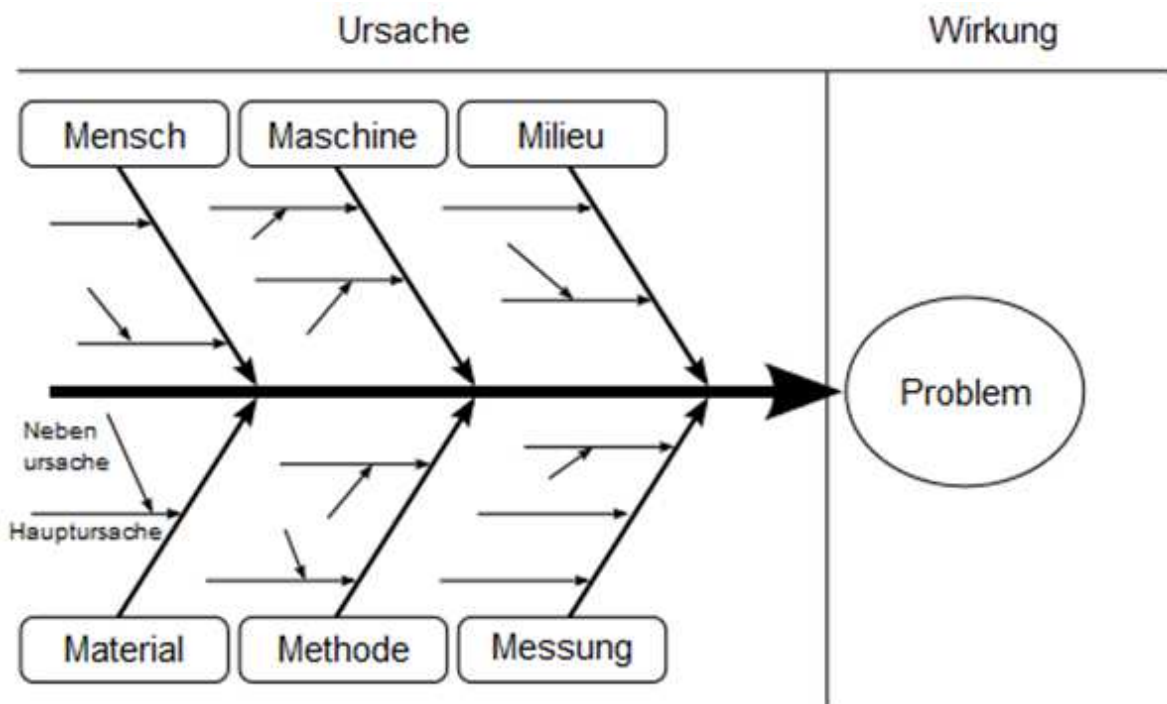 Ursache
Wirkung
Mensch
Maschine
Milieu
Problem
Neben
ursache
Hauptursache
Material
Methode
Messung